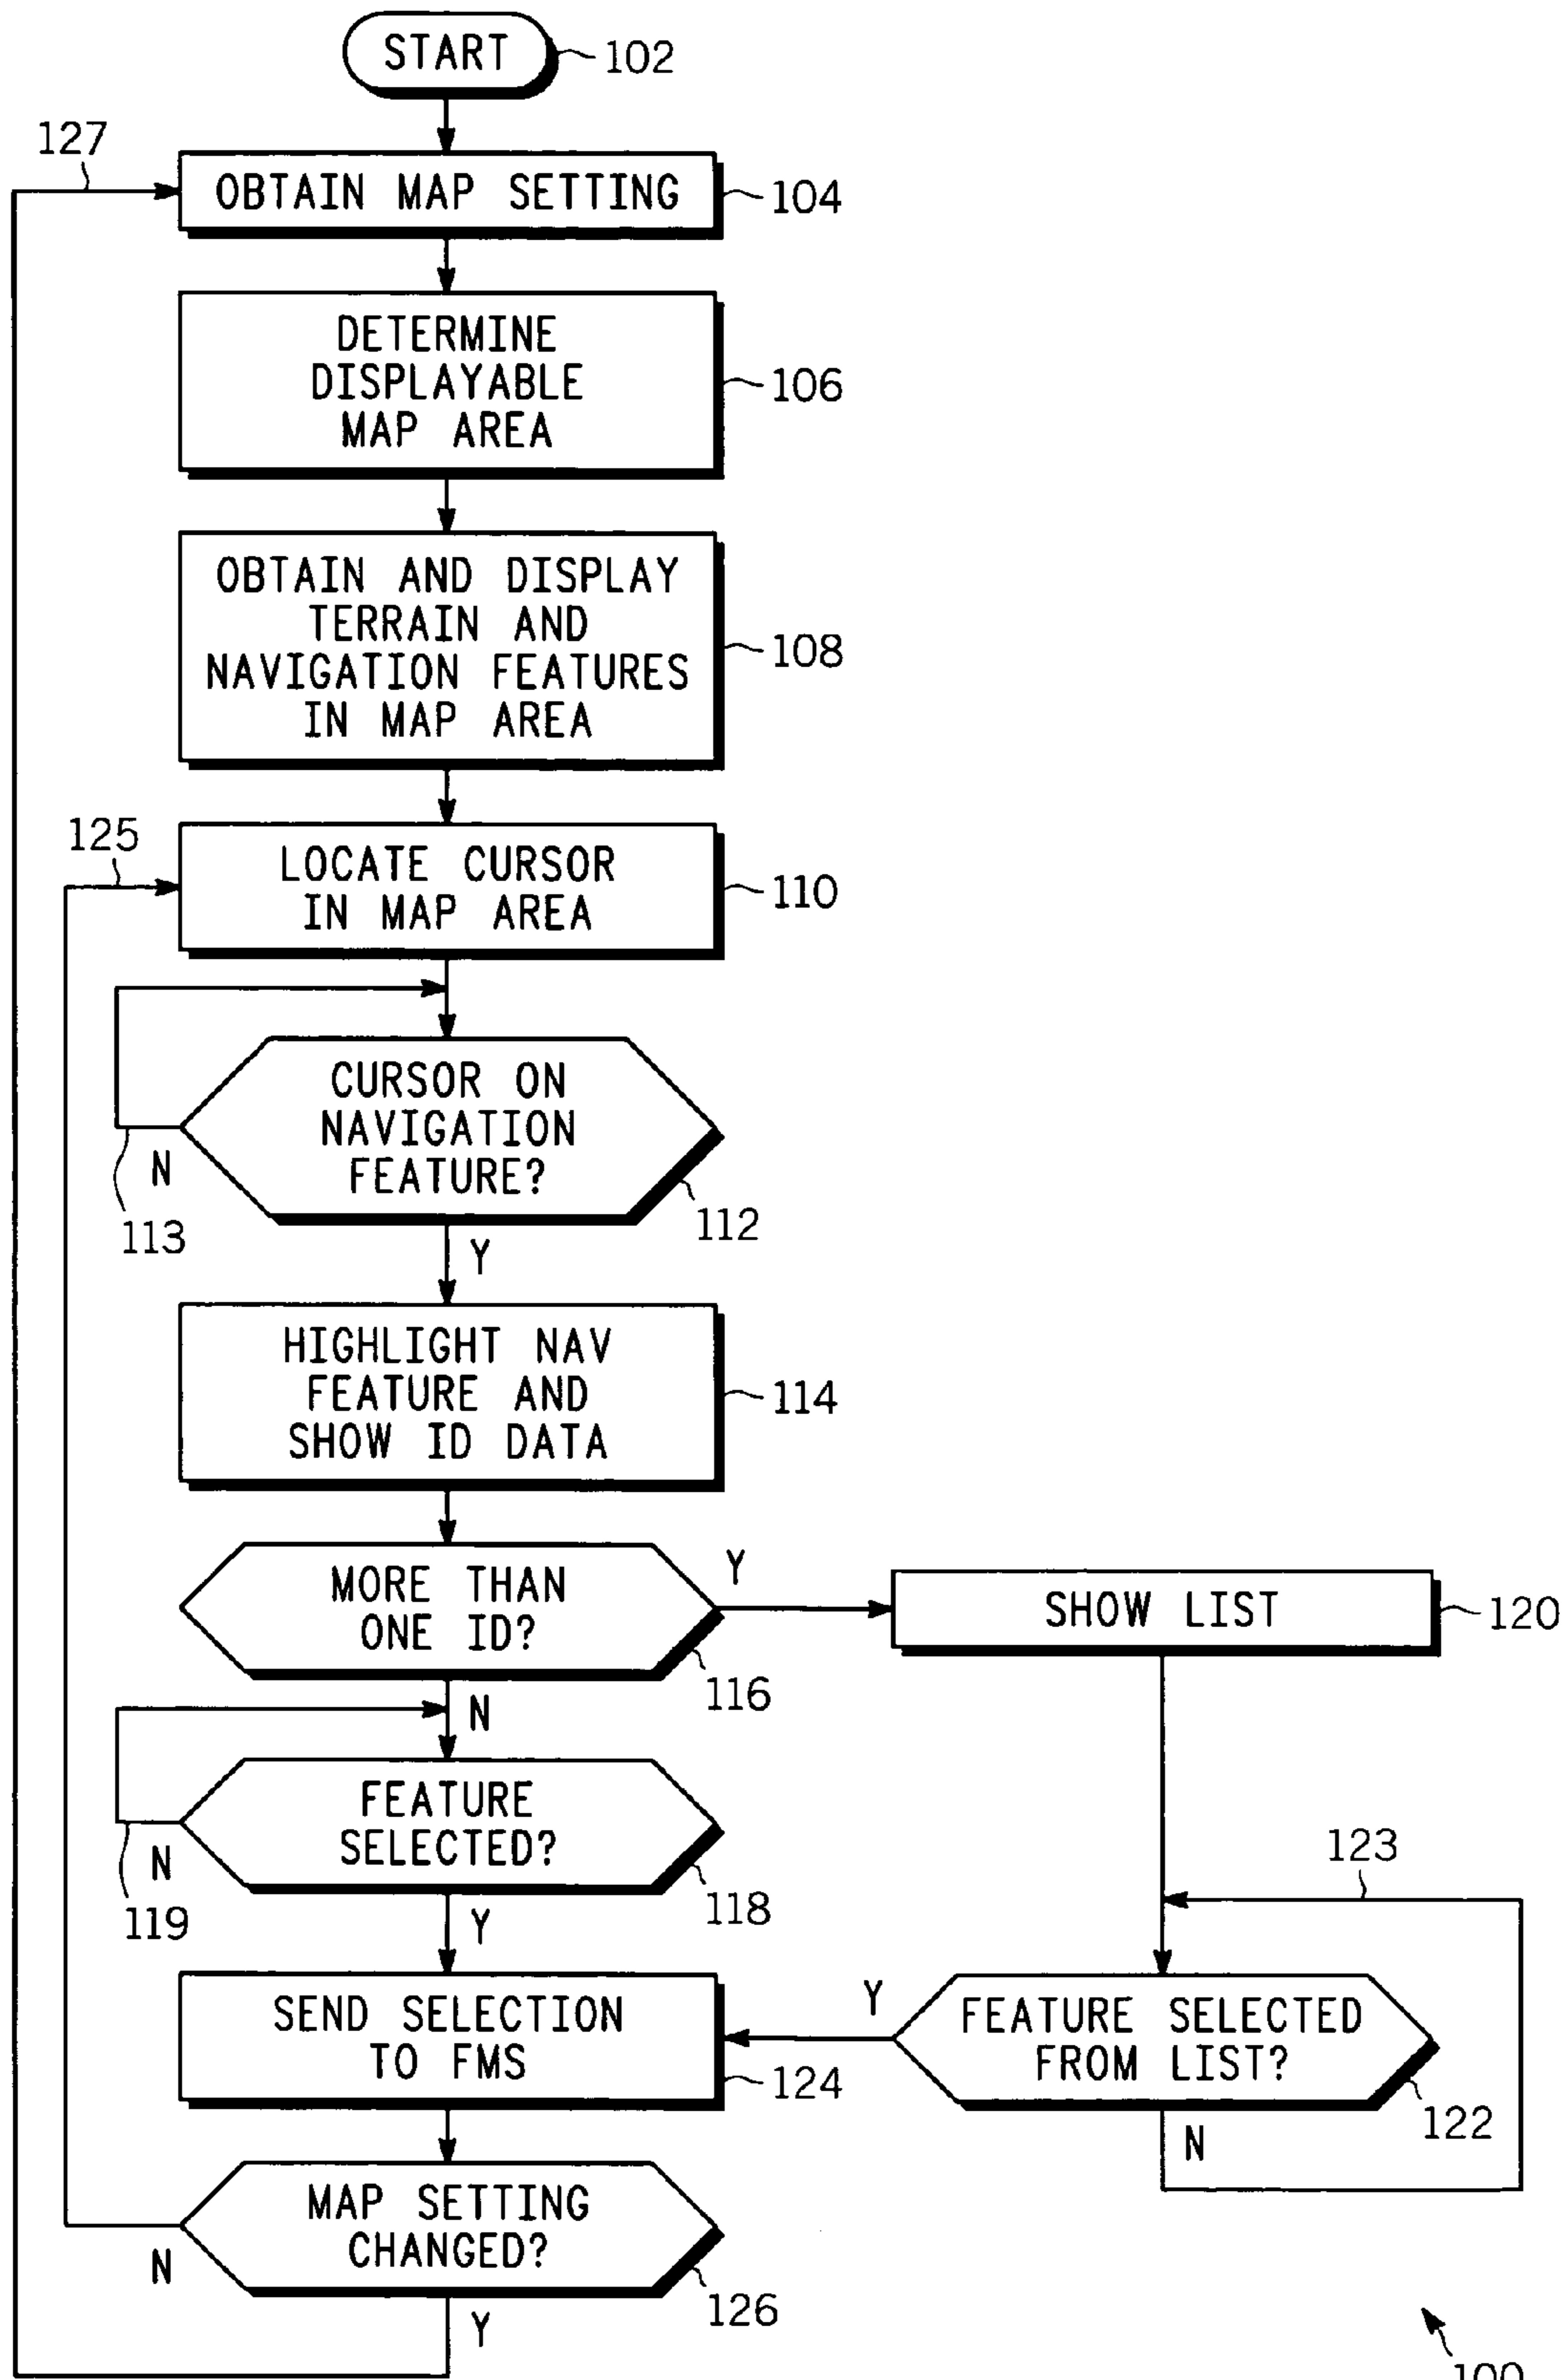 START
102
127
OBTAIN MAP SETTING
104
DETERMINE
DISPLAYABLE
MAP AREA
106
OBTAIN AND DISPLAY
TERRAIN AND
NAVIGATION FEATURES
IN MAP AREA
108
125
LOCATE CURSOR
IN MAP AREA
110
CURSOR ON
NAVIGATION
FEATURE?
N
113
112
Y
HIGHLIGHT NAV
FEATURE AND
SHOW ID DATA
114
MORE THAN
ONE ID?
Y
116
SHOW LIST
120
N
FEATURE
SELECTED?
N
119
118
Y
123
SEND SELECTION
TO FMS
124
Y
FEATURE SELECTED
FROM LIST?
122
N
MAP SETTING
CHANGED?
N
126
Y
100